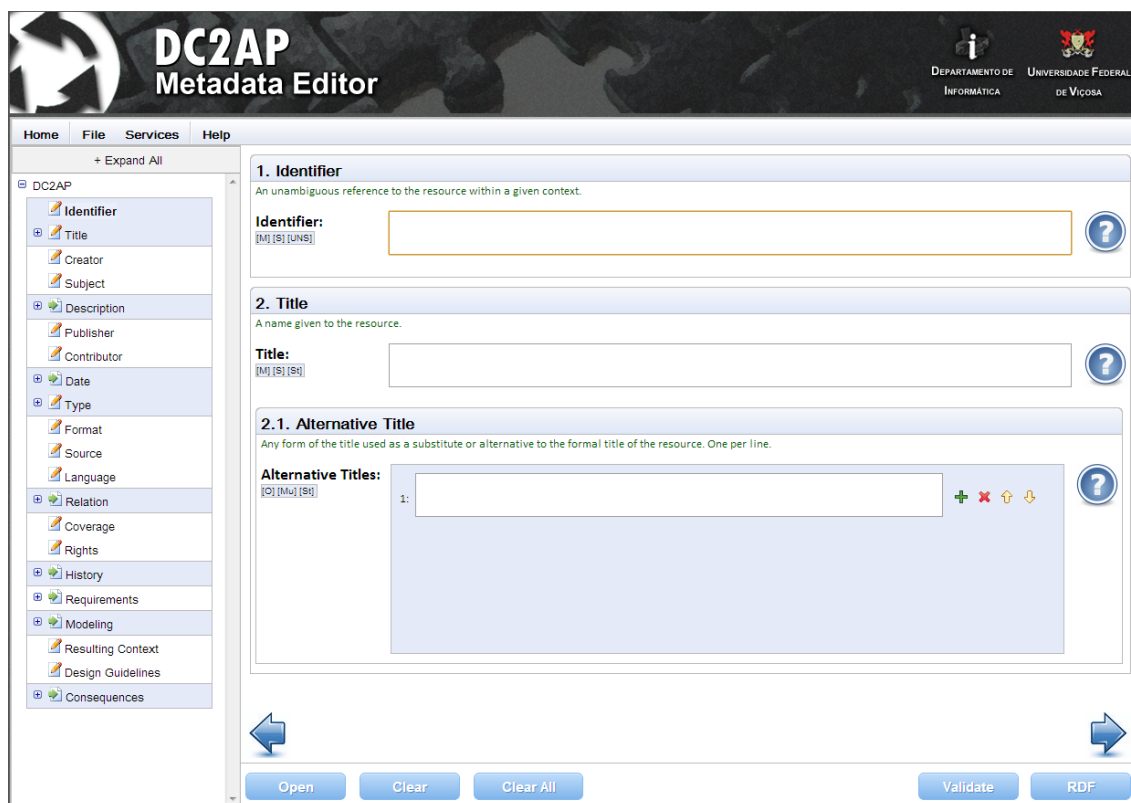 DC2AP
Metadata Editor
DEPARTAMENTO DE
INFORMÁTICA
UNIVERSIDADE FEDERAL
DE VIÇOSA
Home File Services Help
+ Expand All
DC2AP
Identifier
Title
Creator
Subject
Description
Publisher
Contributor
Date
Type
Format
Source
Language
Relation
Coverage
Rights
History
Requirements
Modeling
Resulting Context
Design Guidelines
Consequences
1. Identifier
An unambiguous reference to the resource within a given context.
Identifier:
[M] [S] [UNS]
2. Title
A name given to the resource.
Title:
[M] [S] [St]
2.1. Alternative Title
Any form of the title used as a substitute or alternative to the formal title of the resource. One per line.
Alternative Titles:
[O] [Mu] [St]
1:
Open Clear Clear All Validate RDF